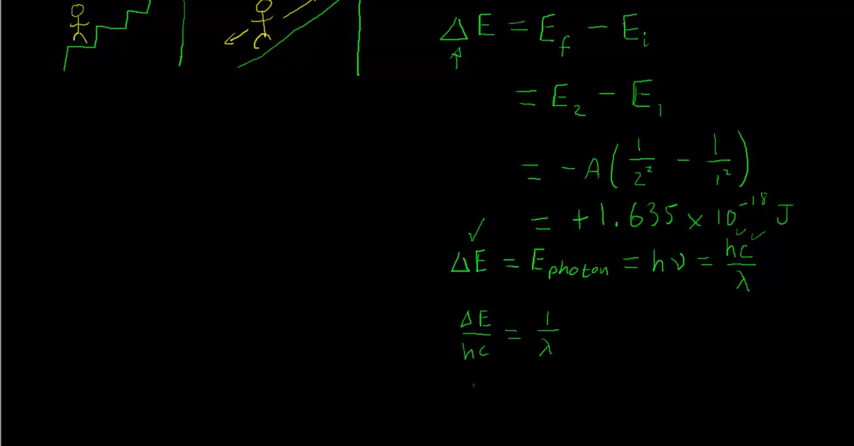 ΔE = E_f − E_i
= E_2 − E_1
= −A(1/2² − 1/1²)
= +1.635 × 10^−18 J
ΔE = E_photon = hν = hc/λ
ΔE/hc = 1/λ